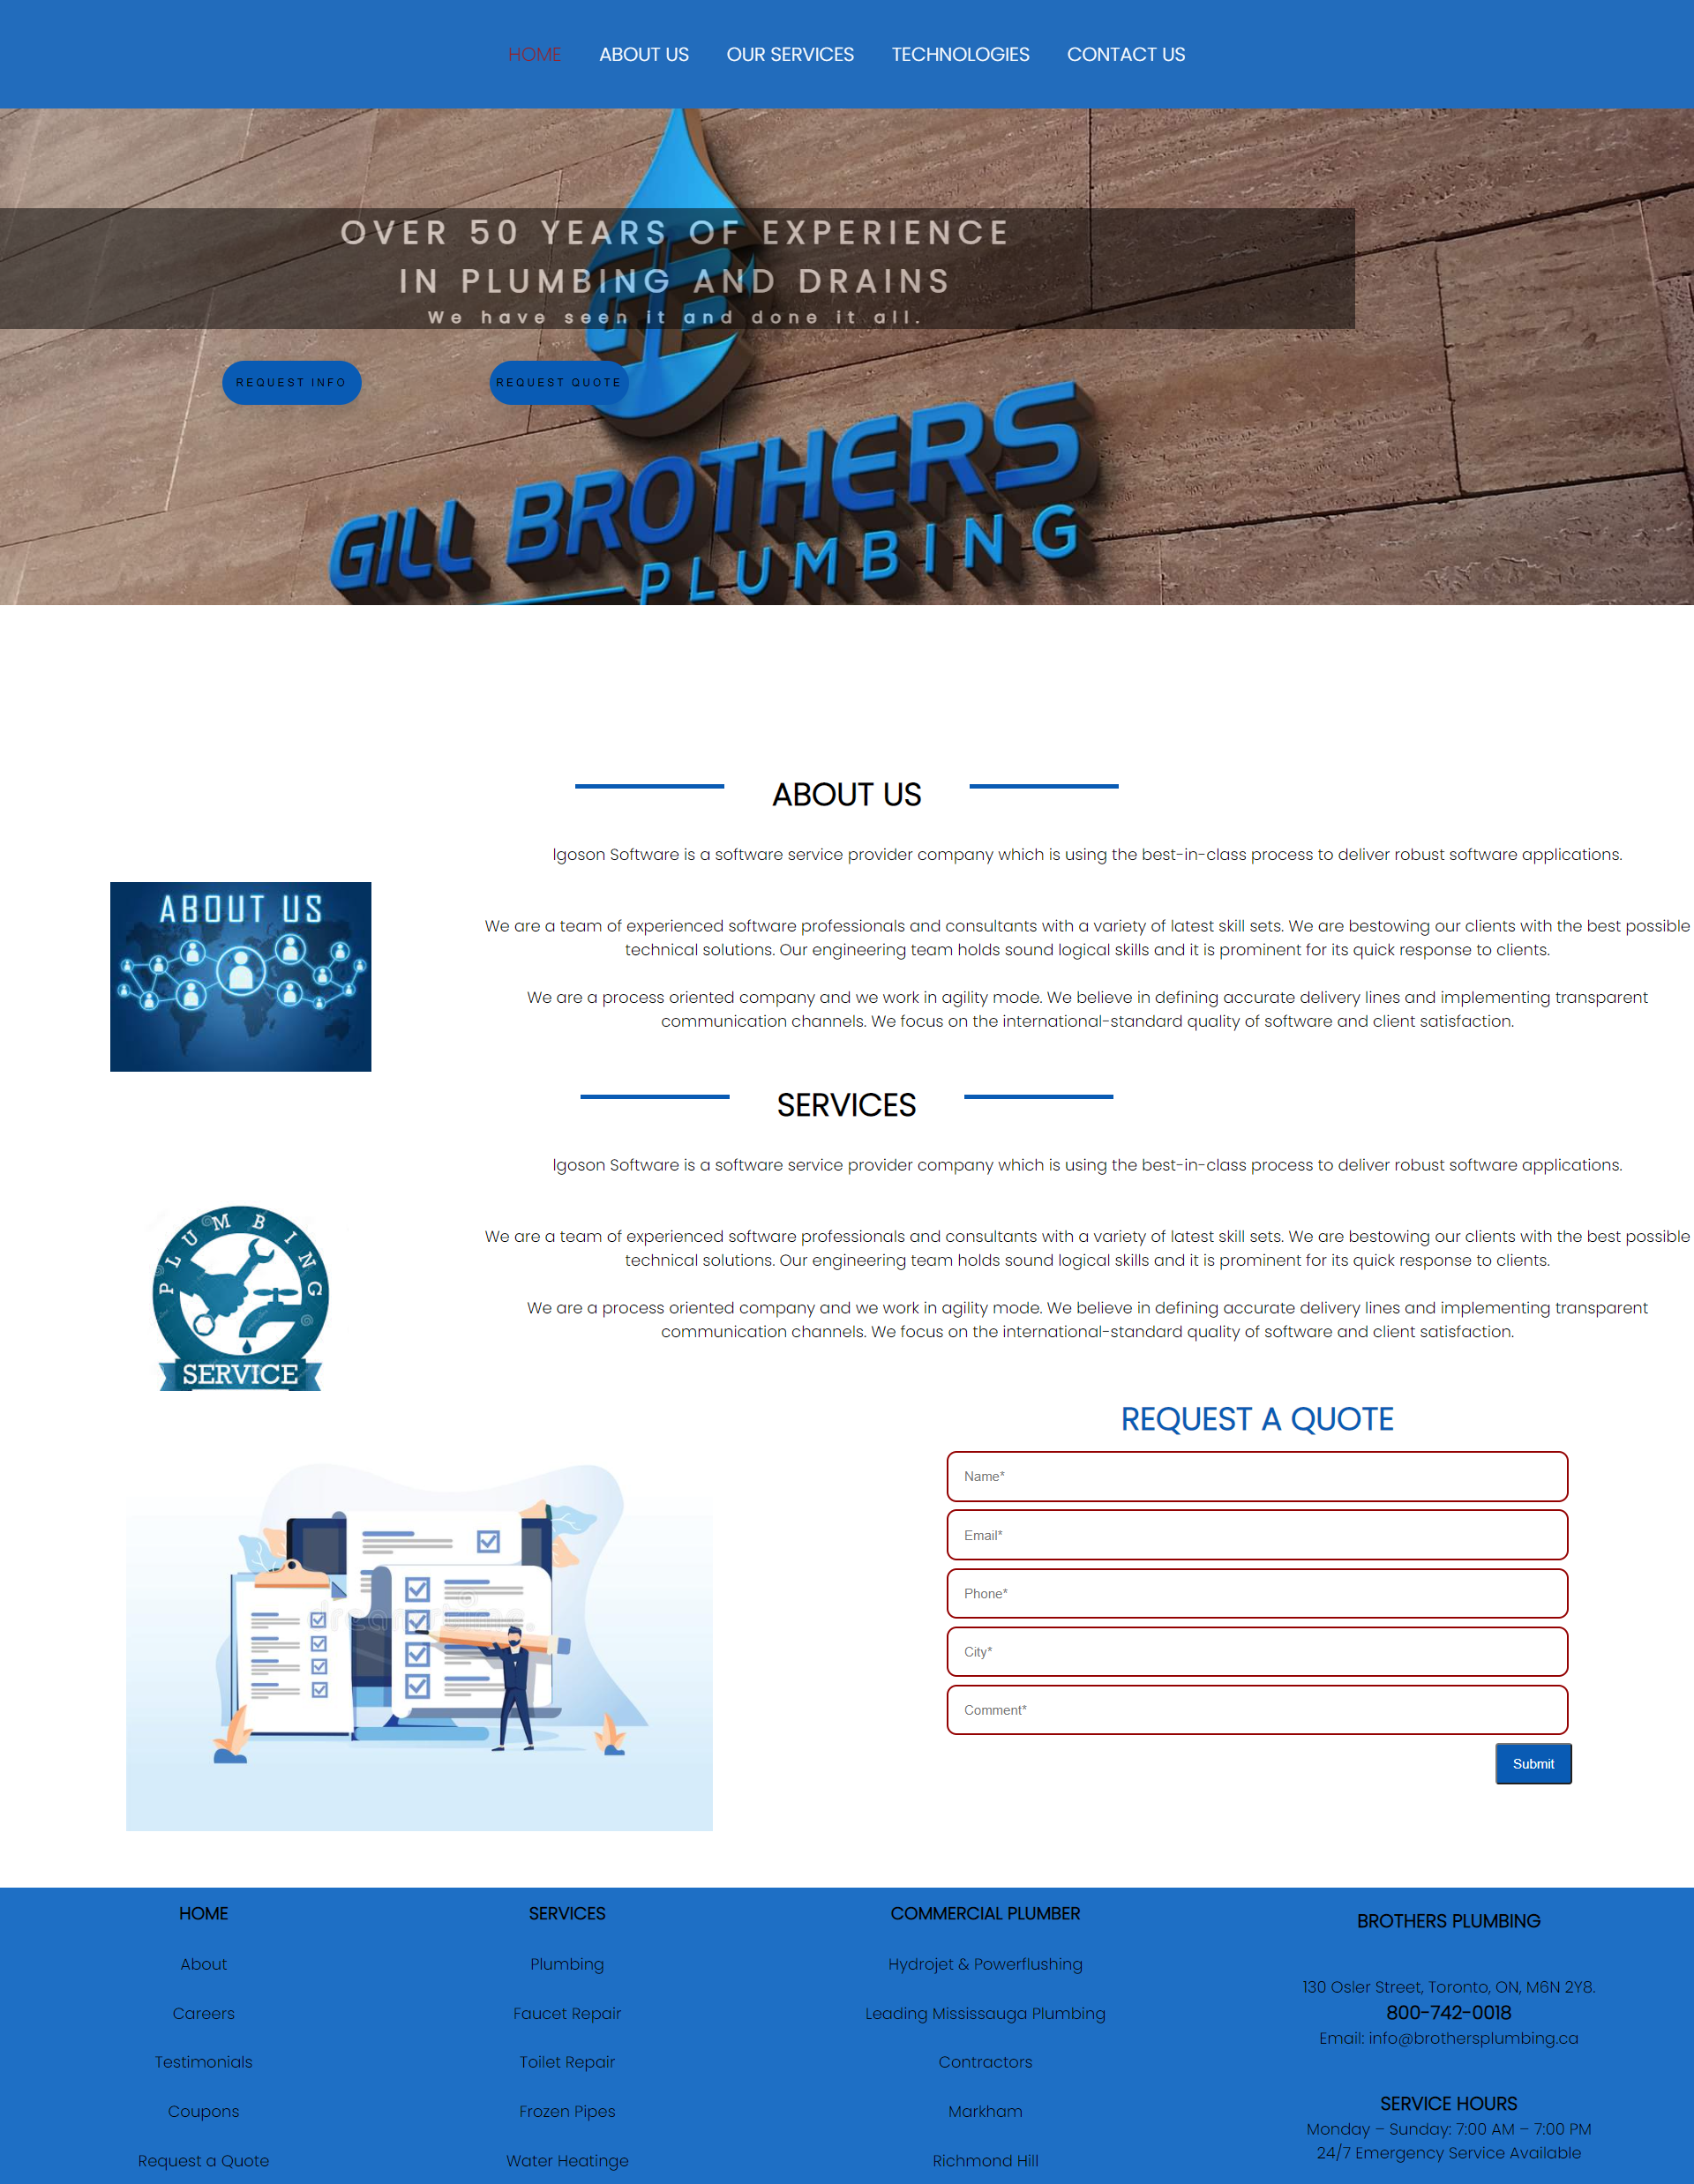 HOME ABOUT US OUR SERVICES TECHNOLOGIES CONTACT US
OVER 50 YEARS OF EXPERIENCE
IN PLUMBING AND DRAINS
We have seen it and done it all.
REQUEST INFO REQUEST QUOTE
GILL BROTHERS
PLUMBING
ABOUT US
Igoson Software is a software service provider company which is using the best-in-class process to deliver robust software applications.
ABOUT US
We are a team of experienced software professionals and consultants with a variety of latest skill sets. We are bestowing our clients with the best possible
technical solutions. Our engineering team holds sound logical skills and it is prominent for its quick response to clients.
We are a process oriented company and we work in agility mode. We believe in defining accurate delivery lines and implementing transparent
communication channels. We focus on the international-standard quality of software and client satisfaction.
SERVICES
Igoson Software is a software service provider company which is using the best-in-class process to deliver robust software applications.
PLUMBING
SERVICE
We are a team of experienced software professionals and consultants with a variety of latest skill sets. We are bestowing our clients with the best possible
technical solutions. Our engineering team holds sound logical skills and it is prominent for its quick response to clients.
We are a process oriented company and we work in agility mode. We believe in defining accurate delivery lines and implementing transparent
communication channels. We focus on the international-standard quality of software and client satisfaction.
REQUEST A QUOTE
Name*
Email*
Phone*
City*
Comment*
Submit
HOME
About
Careers
Testimonials
Coupons
Request a Quote
SERVICES
Plumbing
Faucet Repair
Toilet Repair
Frozen Pipes
Water Heatinge
COMMERCIAL PLUMBER
Hydrojet & Powerflushing
Leading Mississauga Plumbing
Contractors
Markham
Richmond Hill
BROTHERS PLUMBING
130 Osler Street, Toronto, ON, M6N 2Y8.
800-742-0018
Email: info@brothersplumbing.ca
SERVICE HOURS
Monday – Sunday: 7:00 AM – 7:00 PM
24/7 Emergency Service Available